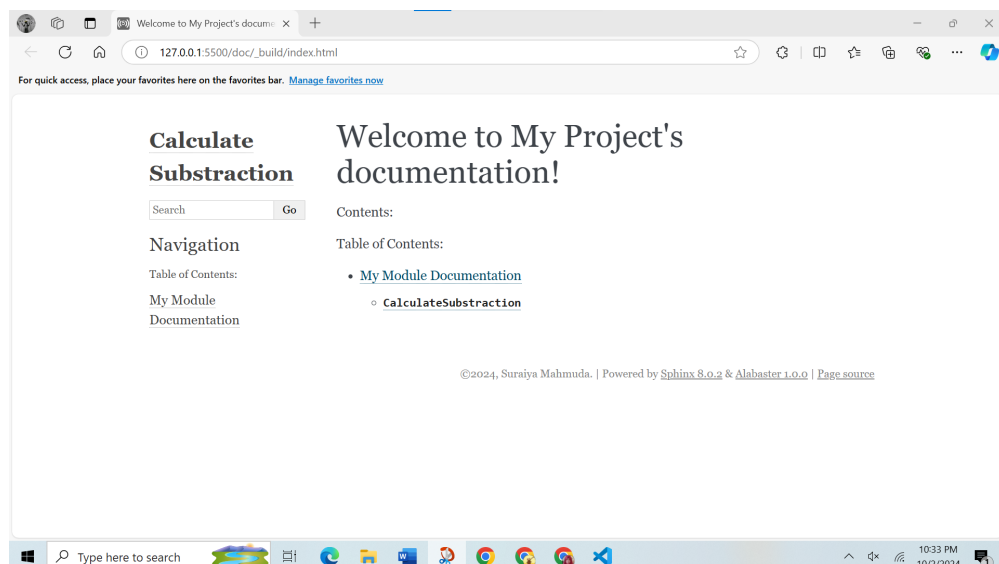 Welcome to My Project's docume
127.0.0.1:5500/doc/_build/index.html
For quick access, place your favorites here on the favorites bar. Manage favorites now
Calculate
Substraction
Search Go
Navigation
Table of Contents:
My Module
Documentation
Welcome to My Project's
documentation!
Contents:
Table of Contents:
My Module Documentation
CalculateSubstraction
©2024, Suraiya Mahmuda. | Powered by Sphinx 8.0.2 & Alabaster 1.0.0 | Page source
Type here to search
10:33 PM
10/2/2024